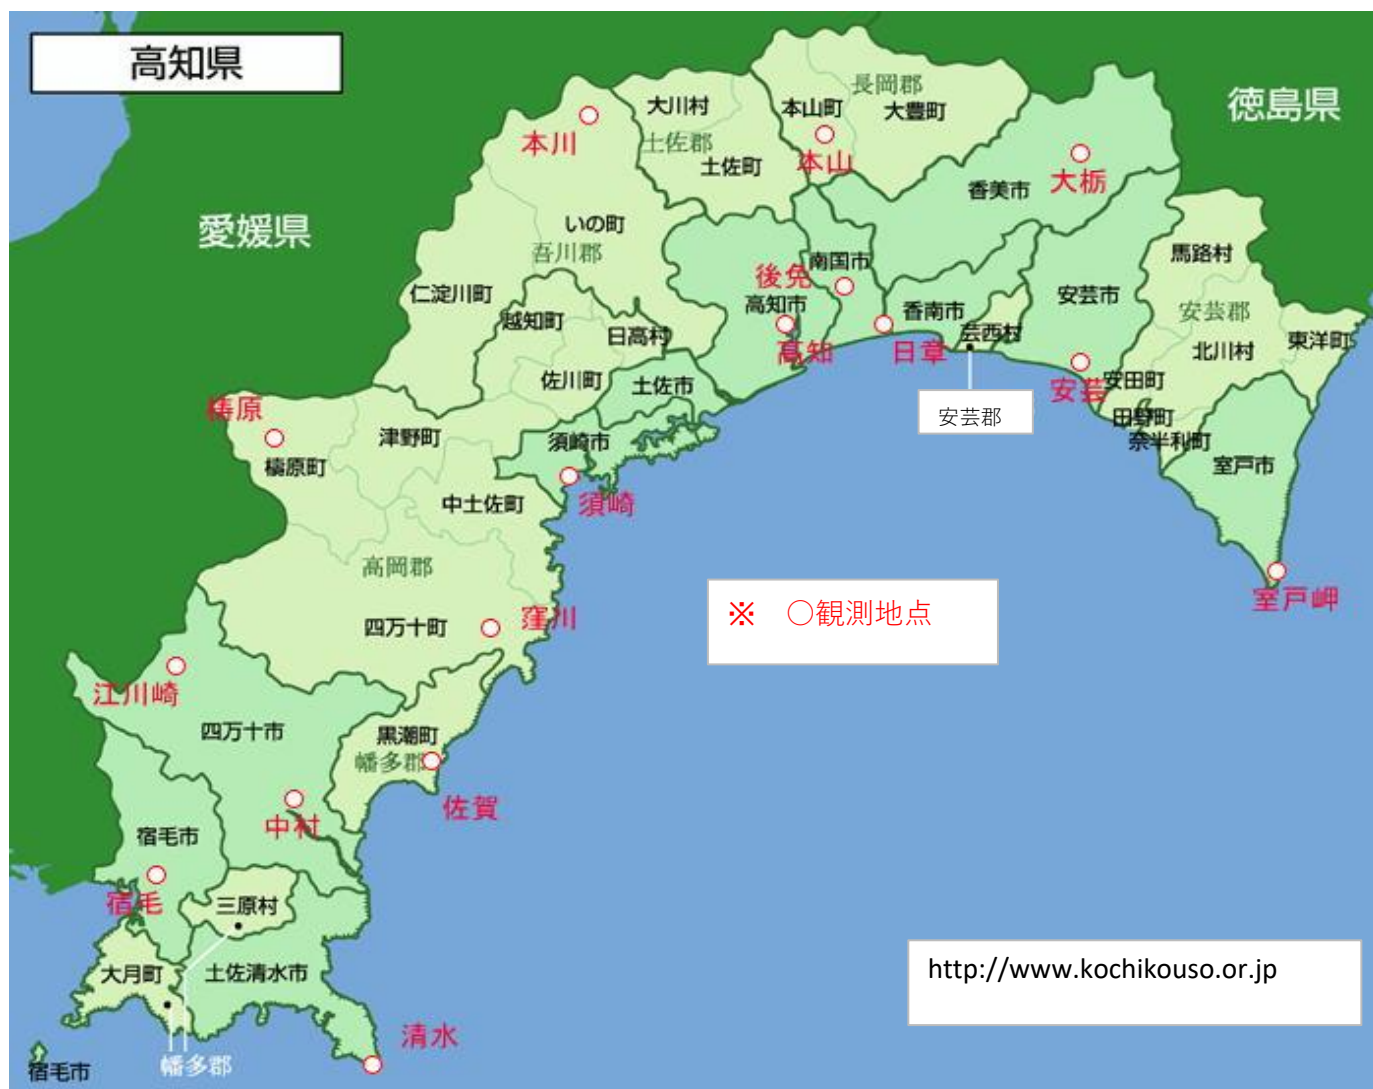 高知県
徳島県
愛媛県
大川村
土佐郡
土佐町
本山町
長岡郡
大豊町
本川
本山
大栃
香美市
いの町
吾川郡
仁淀川町
越知町
日高村
佐川町
土佐市
南国市
後免
高知市
高知
香南市
日章
芸西村
安芸市
安芸
安芸郡
馬路村
安芸郡
北川村
東洋町
安田町
田野町
奈半利町
室戸市
室戸岬
梼原
檮原町
津野町
須崎市
須崎
中土佐町
高岡郡
四万十町
窪川
※ ○観測地点
江川崎
四万十市
黒潮町
幡多郡
佐賀
中村
宿毛市
宿毛
三原村
大月町
土佐清水市
清水
幡多郡
宿毛市
http://www.kochikouso.or.jp